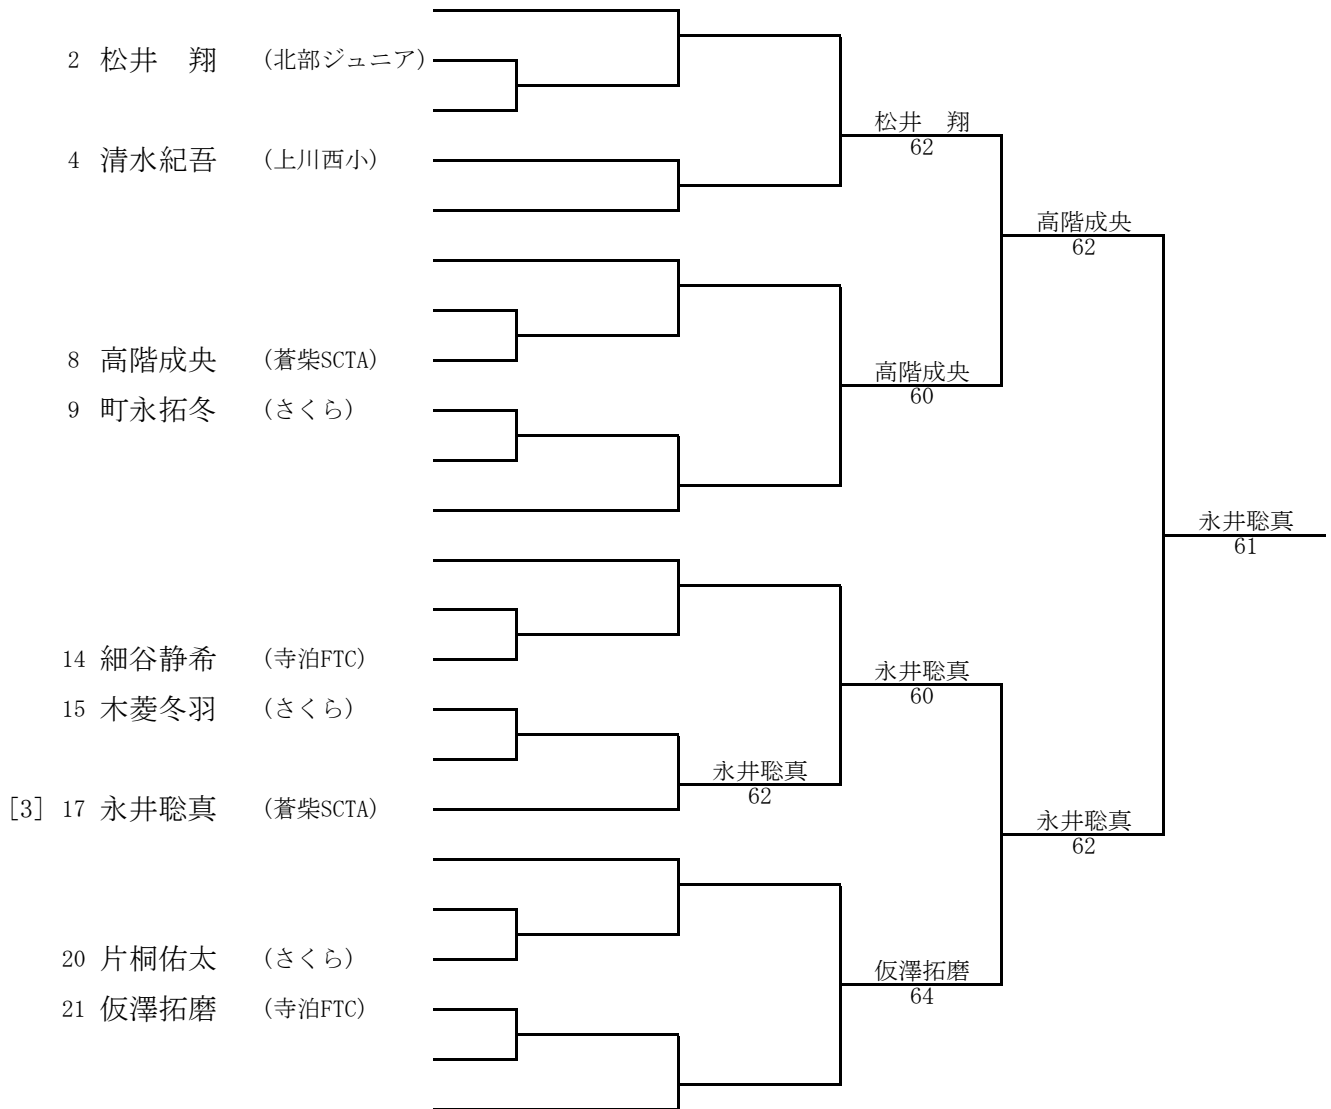 2 松井　翔 (北部ジュニア)
松井　翔
62
4 清水紀吾 (上川西小)
高階成央
62
8 高階成央 (蒼柴SCTA)
高階成央
60
9 町永拓冬 (さくら)
永井聡真
61
14 細谷静希 (寺泊FTC)
永井聡真
60
15 木菱冬羽 (さくら)
永井聡真
62
[3] 17 永井聡真 (蒼柴SCTA)
永井聡真
62
20 片桐佑太 (さくら)
仮澤拓磨
64
21 仮澤拓磨 (寺泊FTC)